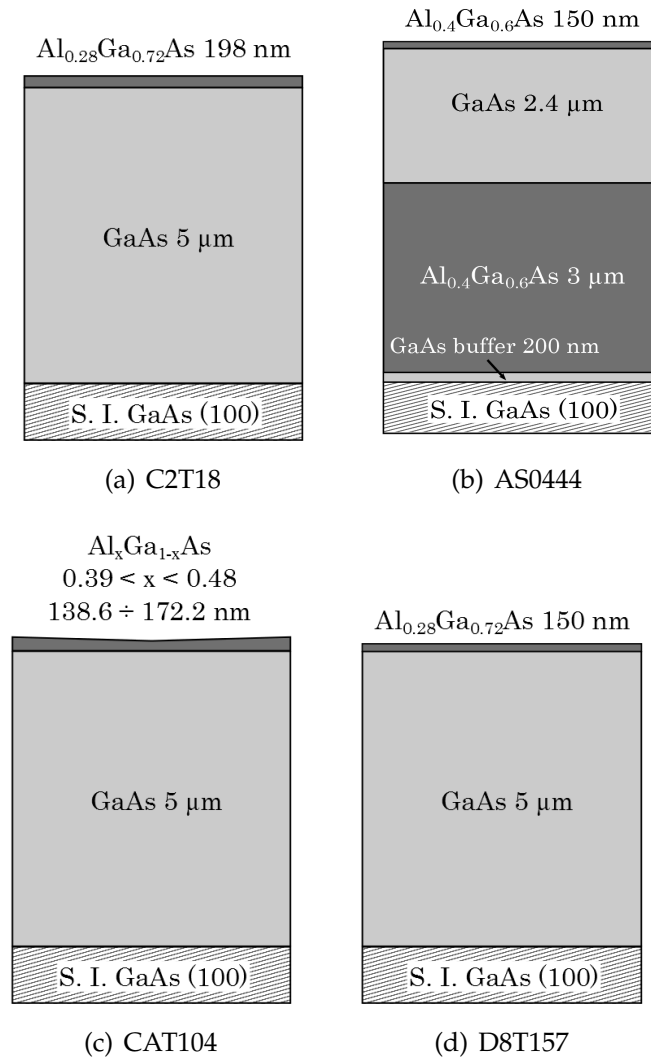 Al0.28Ga0.72As 198 nm
GaAs 5 µm
S. I. GaAs (100)
(a) C2T18
Al0.4Ga0.6As 150 nm
GaAs 2.4 µm
Al0.4Ga0.6As 3 µm
GaAs buffer 200 nm
S. I. GaAs (100)
(b) AS0444
AlxGa1-xAs
0.39 < x < 0.48
138.6 ÷ 172.2 nm
GaAs 5 µm
S. I. GaAs (100)
(c) CAT104
Al0.28Ga0.72As 150 nm
GaAs 5 µm
S. I. GaAs (100)
(d) D8T157